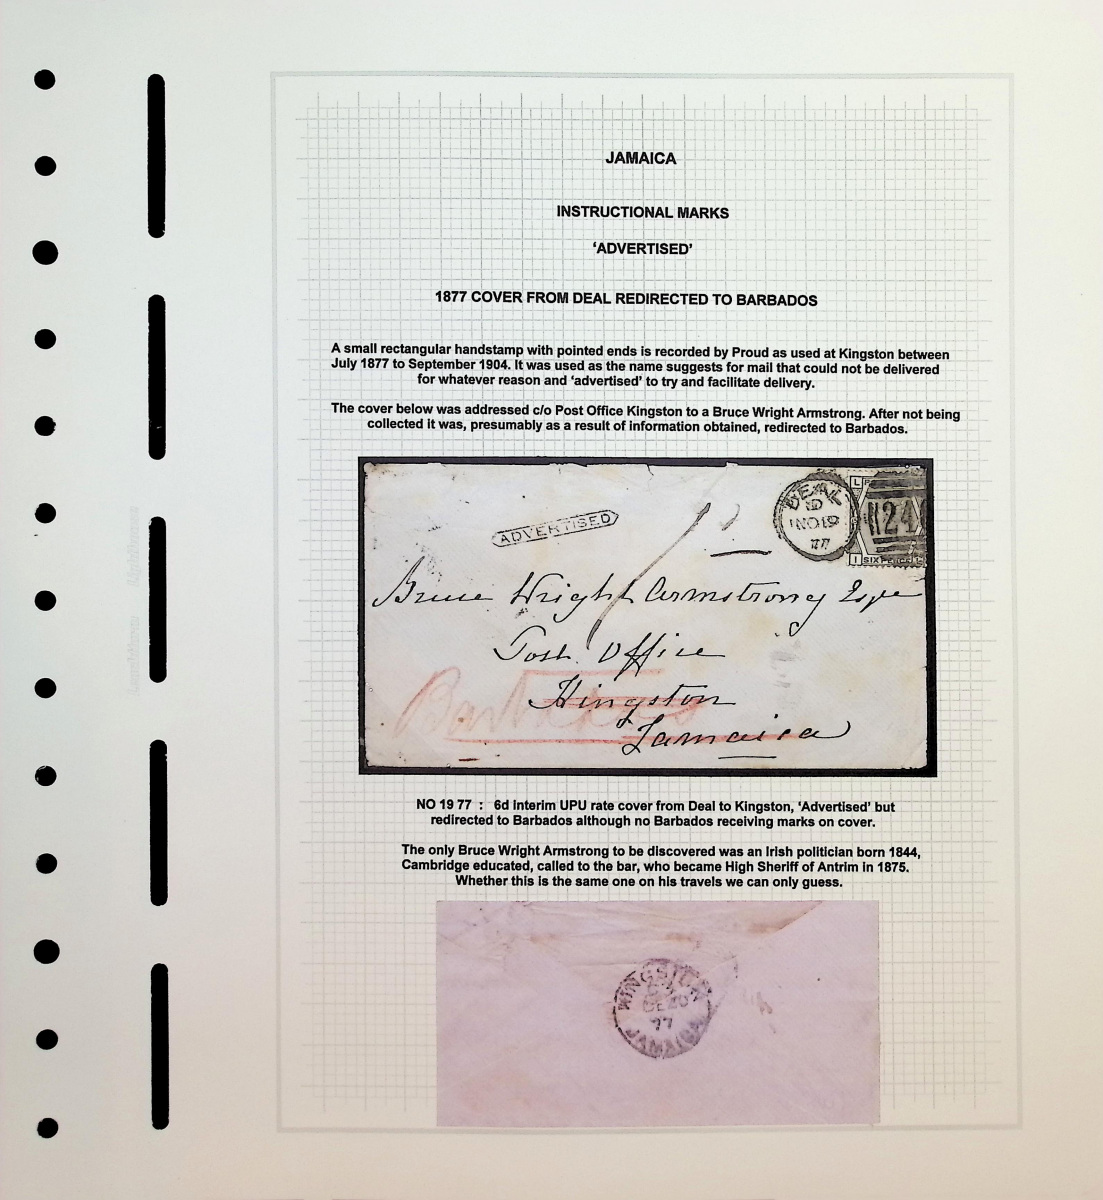 JAMAICA
INSTRUCTIONAL MARKS
‘ADVERTISED’
1877 COVER FROM DEAL REDIRECTED TO BARBADOS
A small rectangular handstamp with pointed ends is recorded by Proud as used at Kingston between
July 1877 to September 1904. It was used as the name suggests for mail that could not be delivered
for whatever reason and ‘advertised’ to try and facilitate delivery.
The cover below was addressed c/o Post Office Kingston to a Bruce Wright Armstrong. After not being
collected it was, presumably as a result of information obtained, redirected to Barbados.
ADVERTISED
DEAL
D
NO 19
77
L
24
I SIX PENCE
Bruce Wright Armstrong Esqre
Post Office
Kingston
Jamaica
Barbados
NO 19 77 : 6d Interim UPU rate cover from Deal to Kingston, ‘Advertised’ but
redirected to Barbados although no Barbados receiving marks on cover.
The only Bruce Wright Armstrong to be discovered was an Irish politician born 1844,
Cambridge educated, called to the bar, who became High Sheriff of Antrim in 1875.
Whether this is the same one on his travels we can only guess.
KINGSTON
DE 20
77
JAMAICA